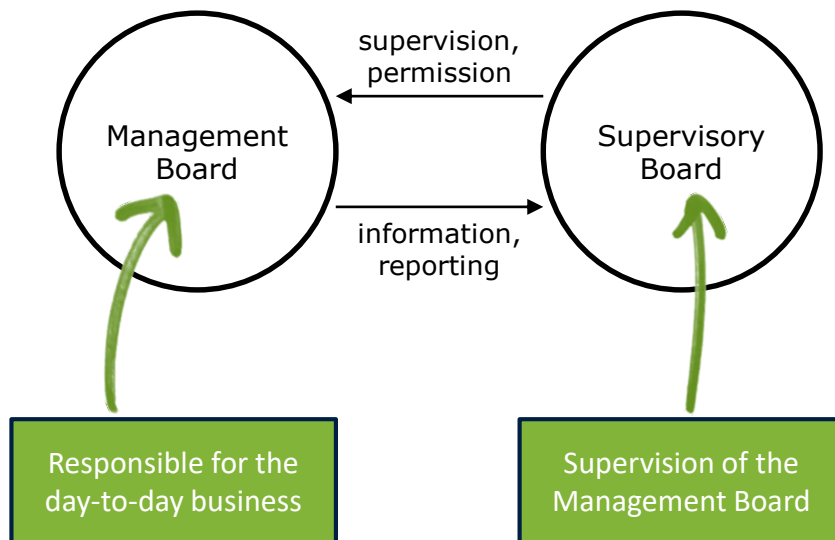 supervision,
permission
Management
Board
Supervisory
Board
information,
reporting
Responsible for the
day-to-day business
Supervision of the
Management Board